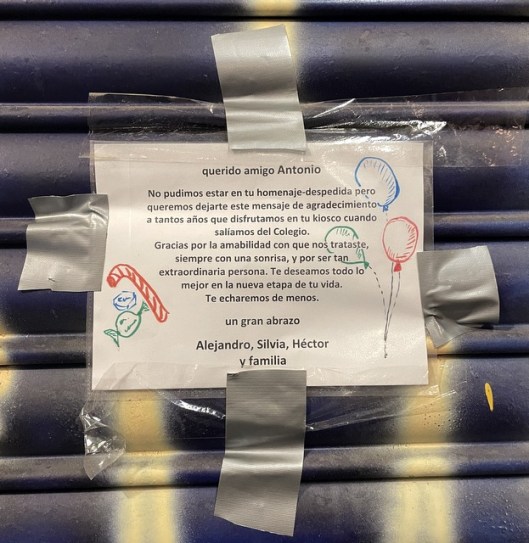 querido amigo Antonio
No pudimos estar en tu homenaje-despedida pero
queremos dejarte este mensaje de agradecimiento
a tantos años que disfrutamos en tu kiosco cuando
salíamos del Colegio.
Gracias por la amabilidad con que nos trataste,
siempre con una sonrisa, y por ser tan
extraordinaria persona. Te deseamos todo lo
mejor en la nueva etapa de tu vida.
Te echaremos de menos.
un gran abrazo
Alejandro, Silvia, Héctor
y familia